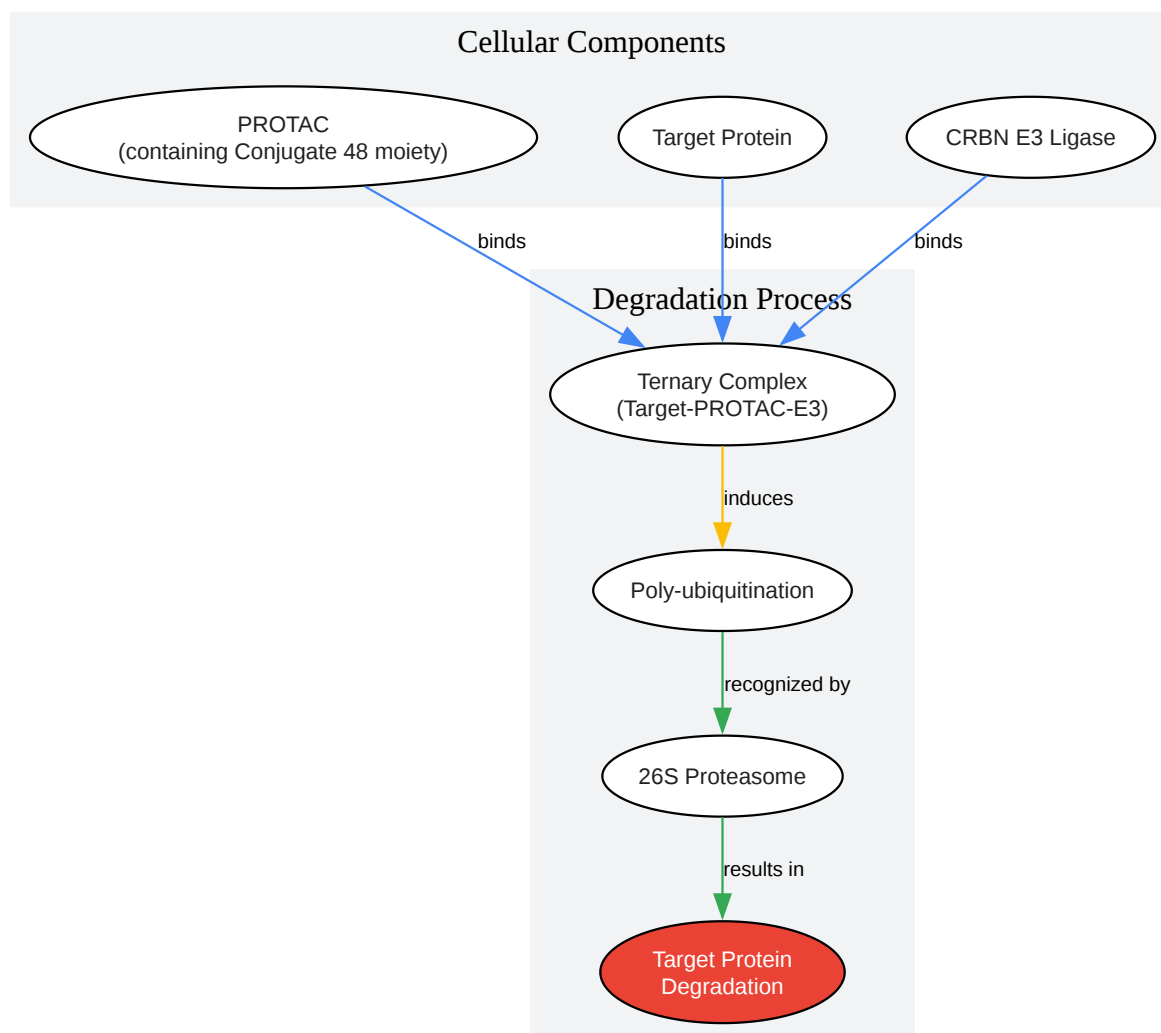 Cellular Components
PROTAC
(containing Conjugate 48 moiety)
Target Protein
CRBN E3 Ligase
binds
binds
binds
Degradation Process
Ternary Complex
(Target-PROTAC-E3)
induces
Poly-ubiquitination
recognized by
26S Proteasome
results in
Target Protein
Degradation